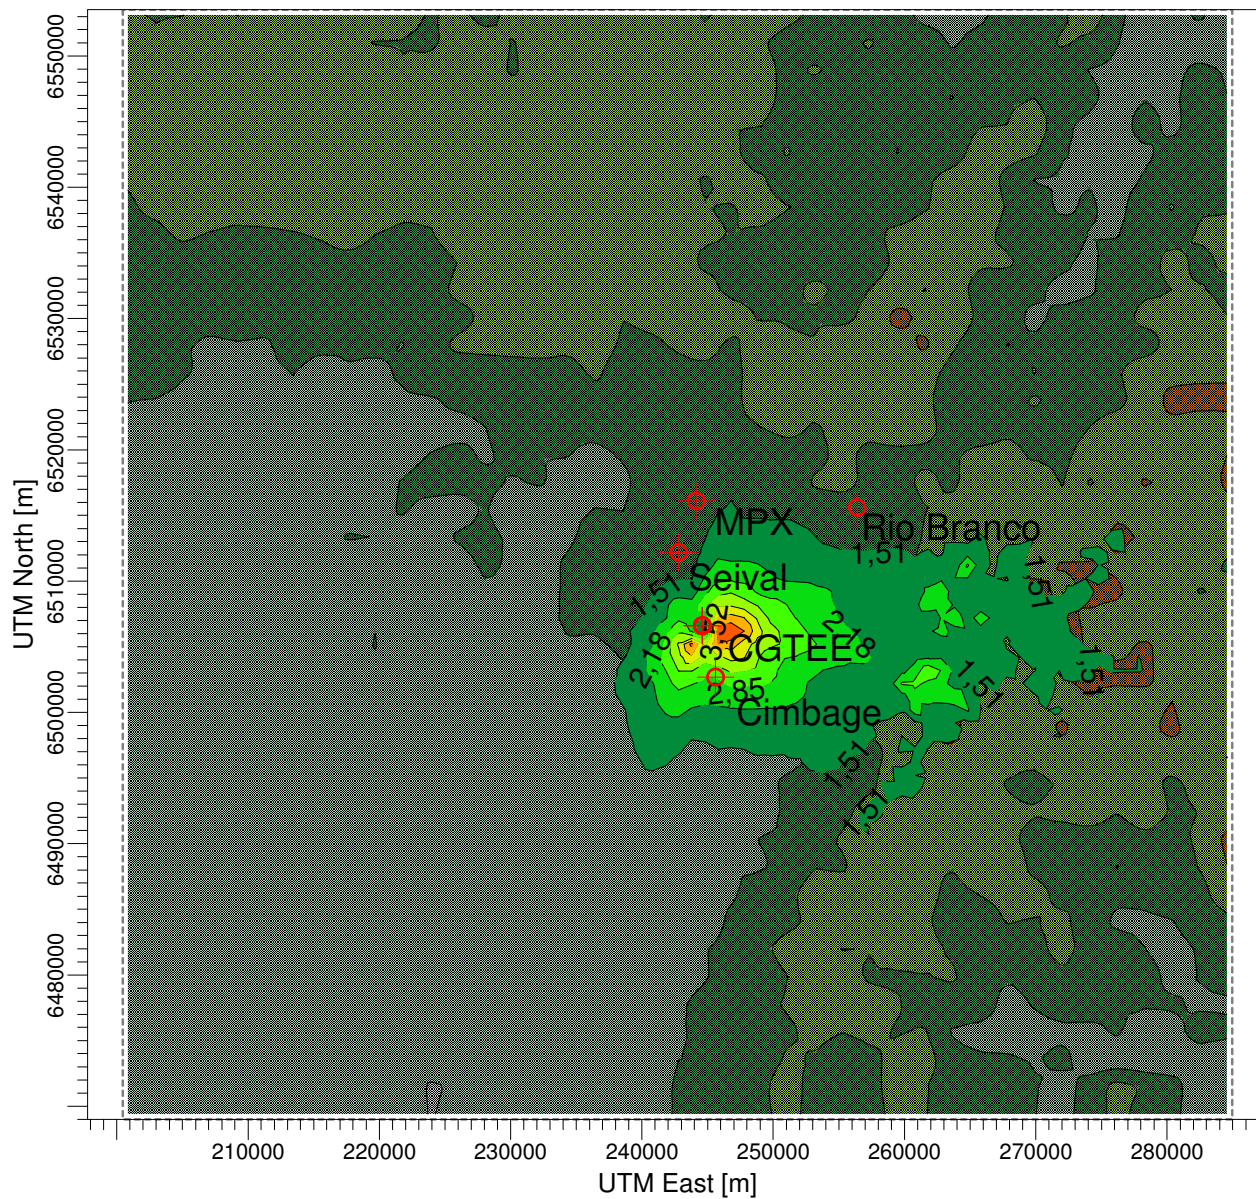 6550000
6540000
6530000
6520000
6510000
6500000
6490000
6480000
UTM North [m]
MPX
Rio Branco
1,51
Seival
1,51
1,51
3,52
2,18
2,18
CGTEE
2,85
1,51
1,51
Cimbage
1,51
1,51
210000 220000 230000 240000 250000 260000 270000 280000
UTM East [m]